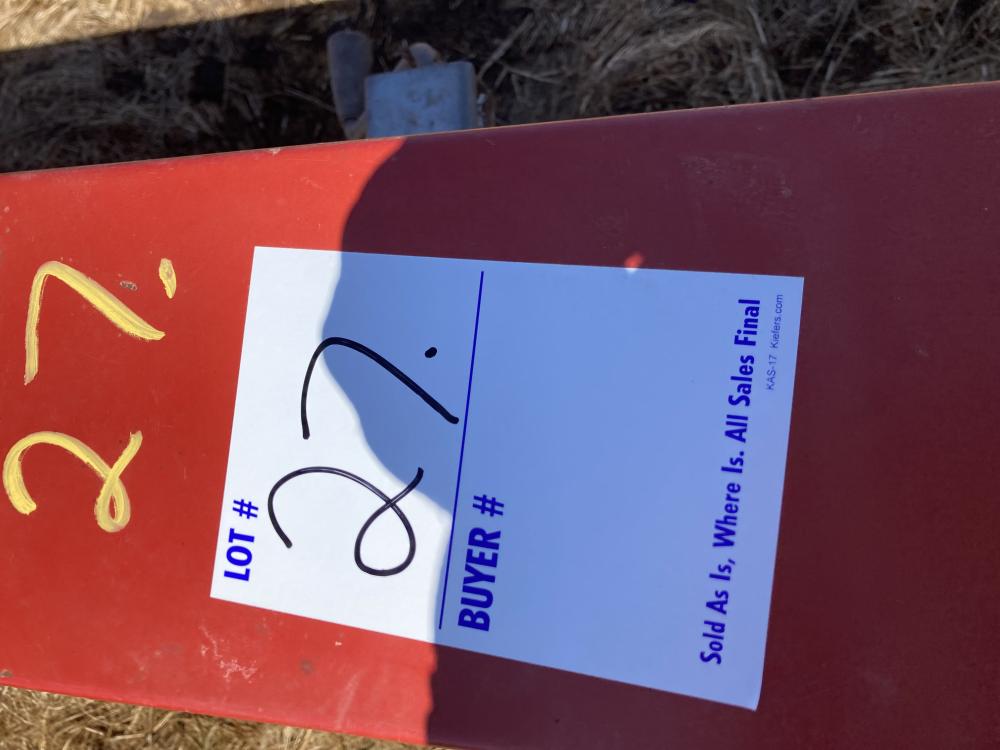 27.
LOT #
27.
BUYER #
Sold As Is, Where Is. All Sales Final
KAS-17 Kiefers.com